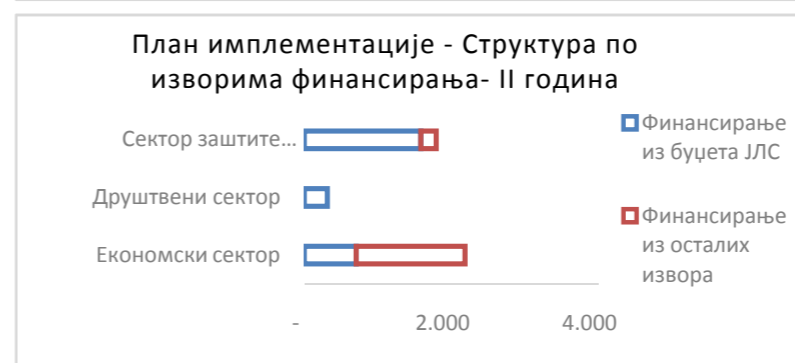 План имплементације - Структура по
изворима финансирања- II година
Сектор заштите...
Друштвени сектор
Економски сектор
-
2.000
4.000
Финансирање
из буџета ЈЛС
Финансирање
из осталих
извора